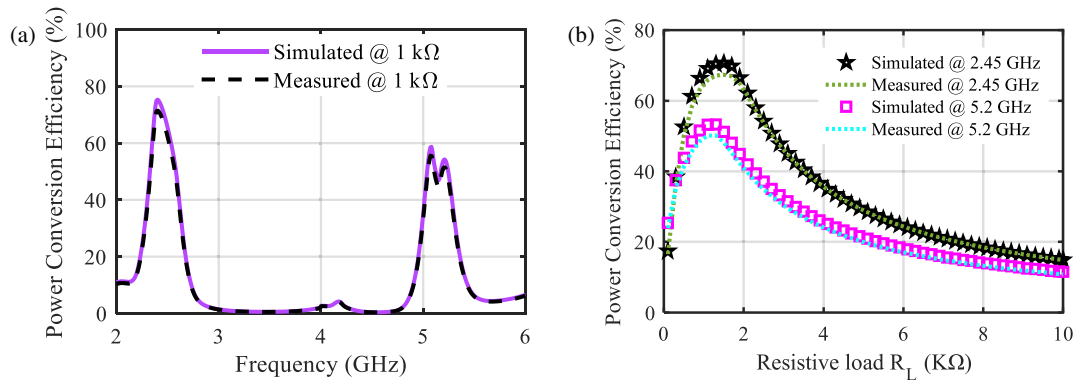 (a)
Power Conversion Efficiency (%)
100
80
60
40
20
0
Simulated @ 1 kΩ
Measured @ 1 kΩ
2
3
4
5
6
Frequency (GHz)
(b)
Power Conversion Efficiency (%)
80
60
40
20
0
Simulated @ 2.45 GHz
Measured @ 2.45 GHz
Simulated @ 5.2 GHz
Measured @ 5.2 GHz
0
2
4
6
8
10
Resistive load R_L (KΩ)